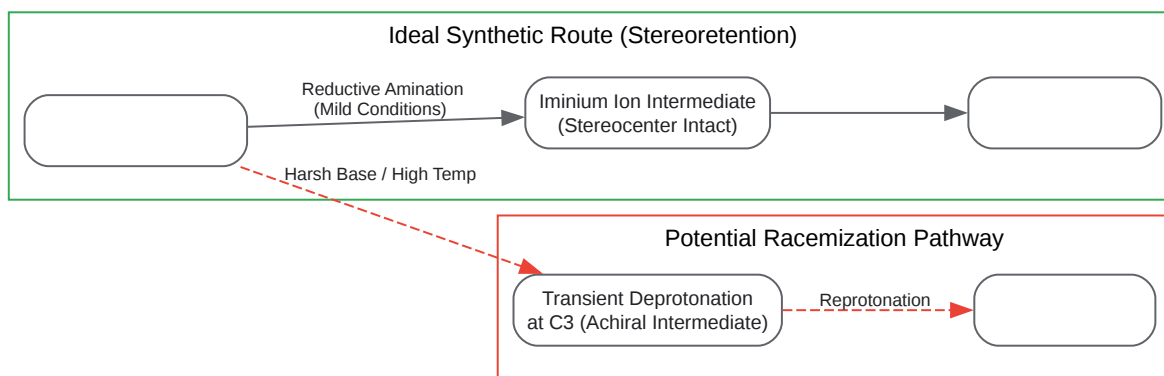 Ideal Synthetic Route (Stereoretention)
Reductive Amination
(Mild Conditions)
Iminium Ion Intermediate
(Stereocenter Intact)
Harsh Base / High Temp
Potential Racemization Pathway
Transient Deprotonation
at C3 (Achiral Intermediate)
Reprotonation